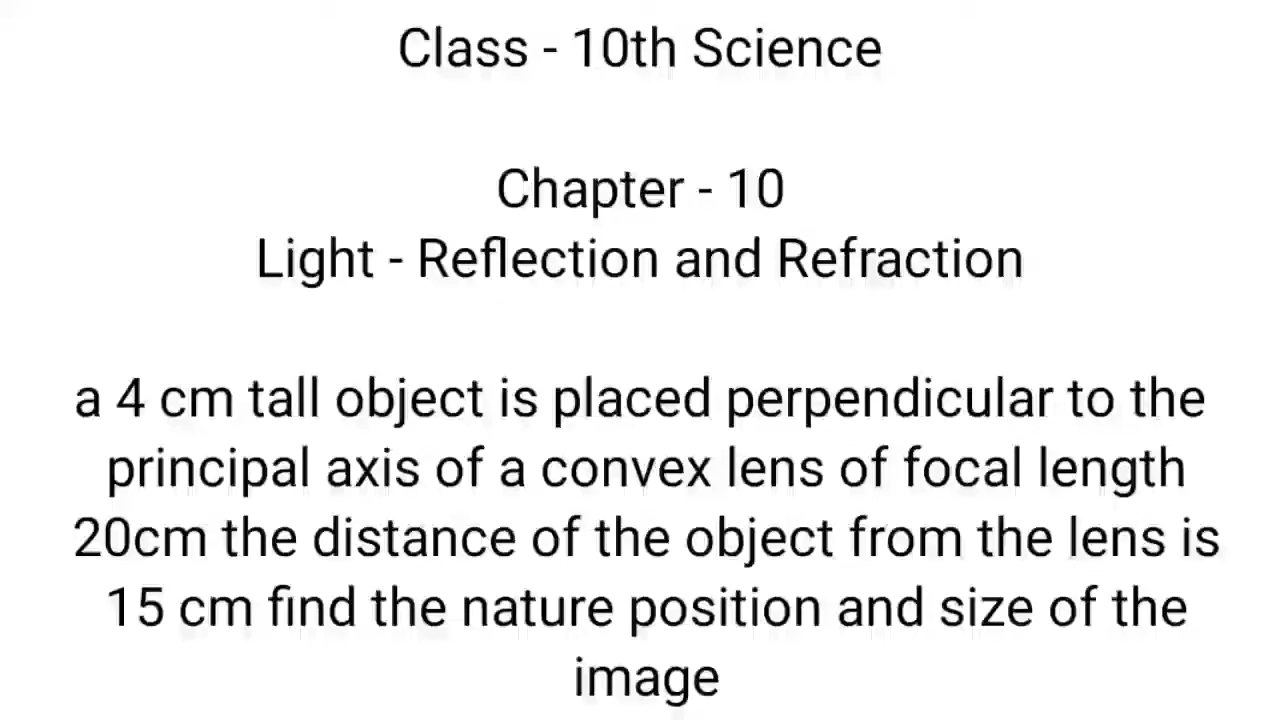 Class - 10th Science
Chapter - 10
Light - Reflection and Refraction
a 4 cm tall object is placed perpendicular to the
principal axis of a convex lens of focal length
20cm the distance of the object from the lens is
15 cm find the nature position and size of the
image